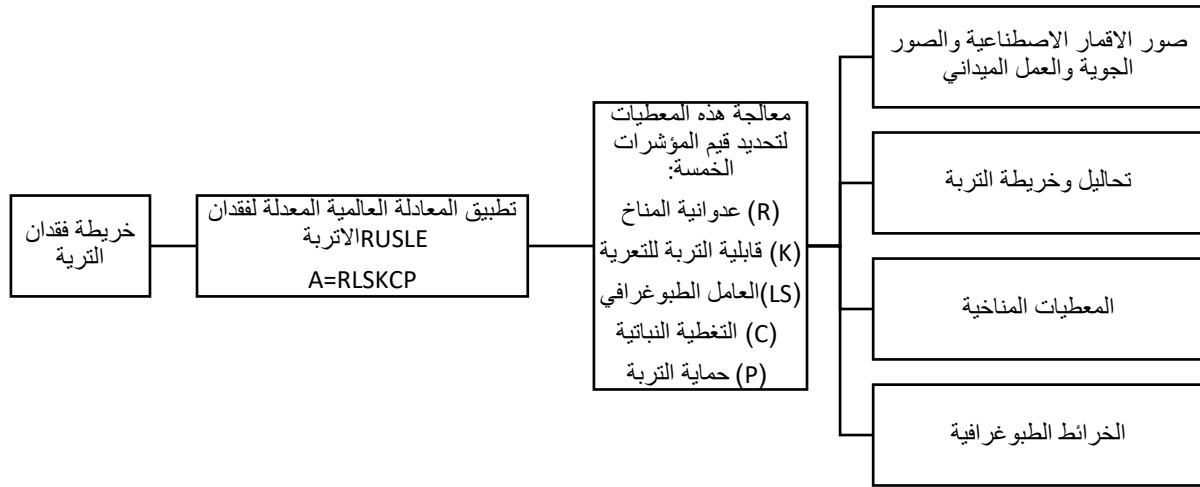 صور الاقمار الاصطناعية والصور
الجوية والعمل الميداني
تحاليل وخريطة التربة
المعطيات المناخية
الخرائط الطبوغرافية
معالجة هذه المعطيات
لتحديد قيم المؤشرات
الخمسة:
(R) عدوانية المناخ
(K) قابلية التربة للتعرية
(LS)العامل الطبوغرافي
(C) التغطية النباتية
(P) حماية التربة
تطبيق المعادلة العالمية المعدلة لفقدان
RUSLEالاتربة
A=RLSKCP
خريطة فقدان
التربة